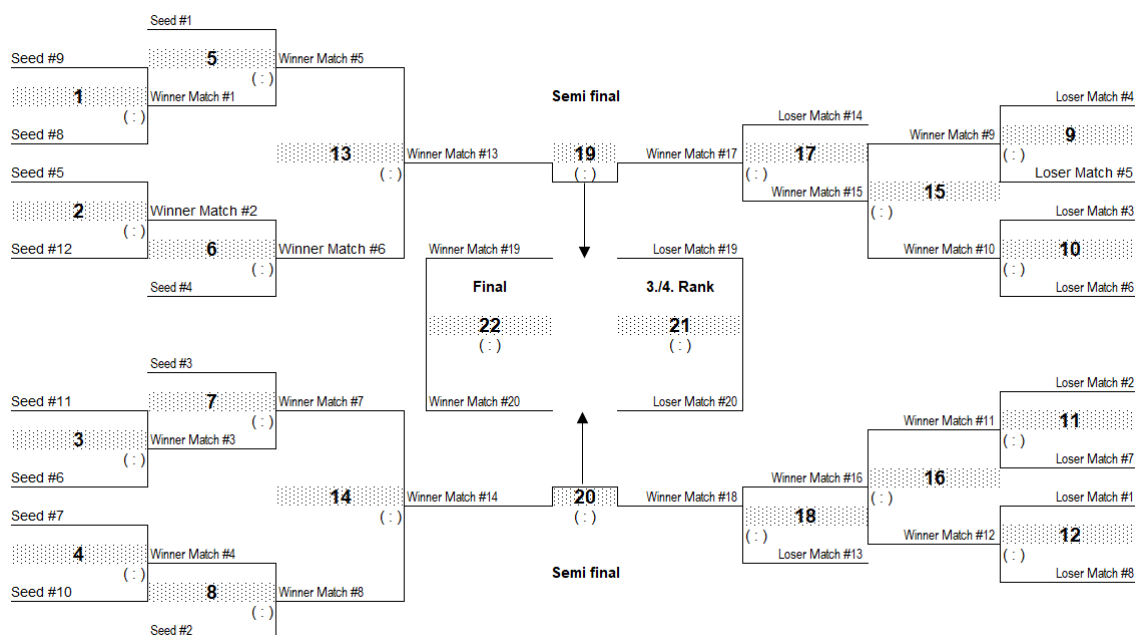 Seed #1
Seed #9
5
Winner Match #5
( : )
1
Winner Match #1
( : )
Seed #8
13
Winner Match #13
( : )
Seed #5
2
Winner Match #2
( : )
Seed #12
6
Winner Match #6
( : )
Seed #4
Semi final
19
( : )
Winner Match #17
Loser Match #14
17
( : )
Winner Match #15
Winner Match #9
15
( : )
Winner Match #10
Loser Match #4
9
( : )
Loser Match #5
Loser Match #3
10
( : )
Loser Match #6
Winner Match #19
Final
22
( : )
Winner Match #20
Loser Match #19
3./4. Rank
21
( : )
Loser Match #20
Seed #3
Seed #11
7
Winner Match #7
( : )
3
Winner Match #3
( : )
Seed #6
14
Winner Match #14
( : )
Seed #7
4
Winner Match #4
( : )
Seed #10
8
Winner Match #8
( : )
Seed #2
20
( : )
Semi final
Winner Match #18
Winner Match #16
18
( : )
Loser Match #13
Winner Match #11
16
( : )
Winner Match #12
Loser Match #2
11
( : )
Loser Match #7
Loser Match #1
12
( : )
Loser Match #8